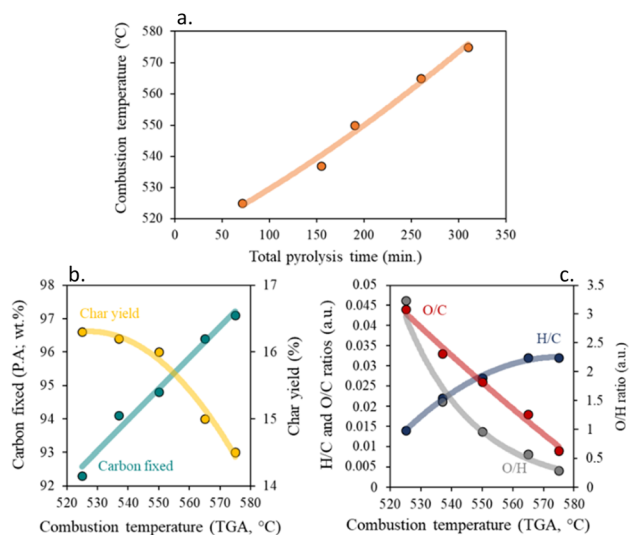 a.
Combustion temperature (°C)
580
570
560
550
540
530
520
0 50 100 150 200 250 300 350
Total pyrolysis time (min.)
b.
Carbon fixed (P.A; wt.%)
98
97
96
95
94
93
92
Char yield
Carbon fixed
17
16
15
14
Char yield (%)
520 530 540 550 560 570 580
Combustion temperature (TGA, °C)
c.
H/C and O/C ratios (a.u.)
0.05
0.045
0.04
0.035
0.03
0.025
0.02
0.015
0.01
0.005
0
O/C
H/C
O/H
3.5
3
2.5
2
1.5
1
0.5
0
O/H ratio (a.u.)
520 530 540 550 560 570 580
Combustion temperature (TGA, °C)